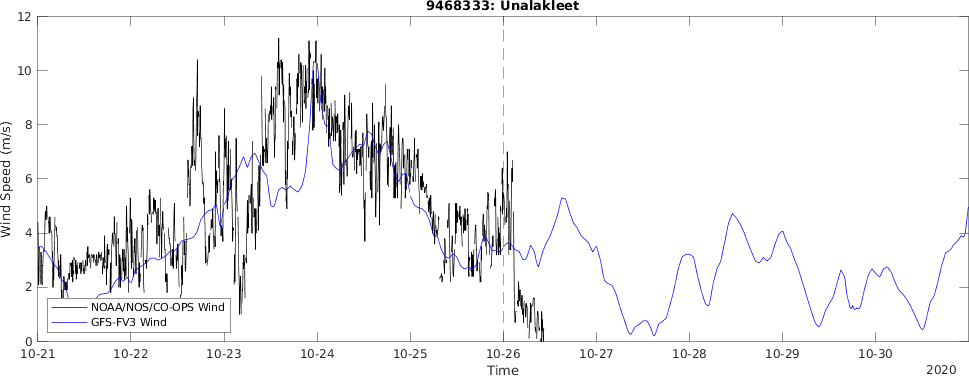 9468333: Unalakleet
12
10
8
6
4
2
0
Wind Speed (m/s)
NOAA/NOS/CO-OPS Wind
GFS-FV3 Wind
10-21 10-22 10-23 10-24 10-25 10-26 10-27 10-28 10-29 10-30
Time
2020